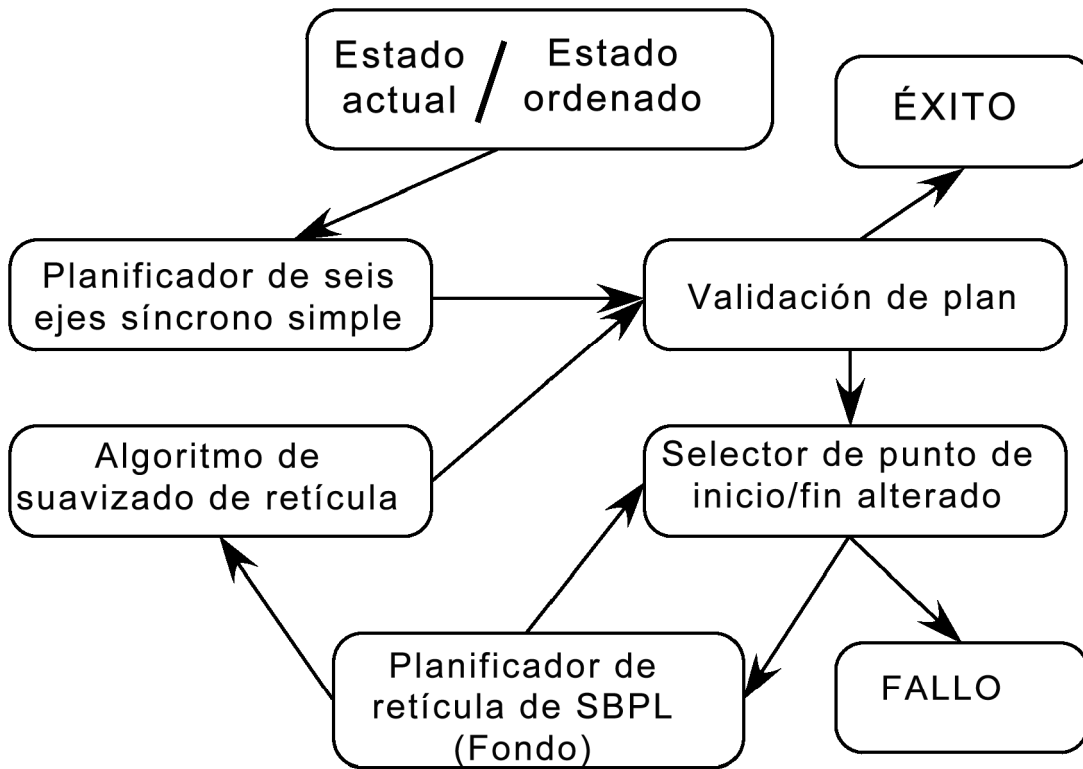 Estado
actual
/
Estado
ordenado
ÉXITO
Planificador de seis
ejes síncrono simple
Validación de plan
Algoritmo de
suavizado de retícula
Selector de punto de
inicio/fin alterado
Planificador de
retícula de SBPL
(Fondo)
FALLO